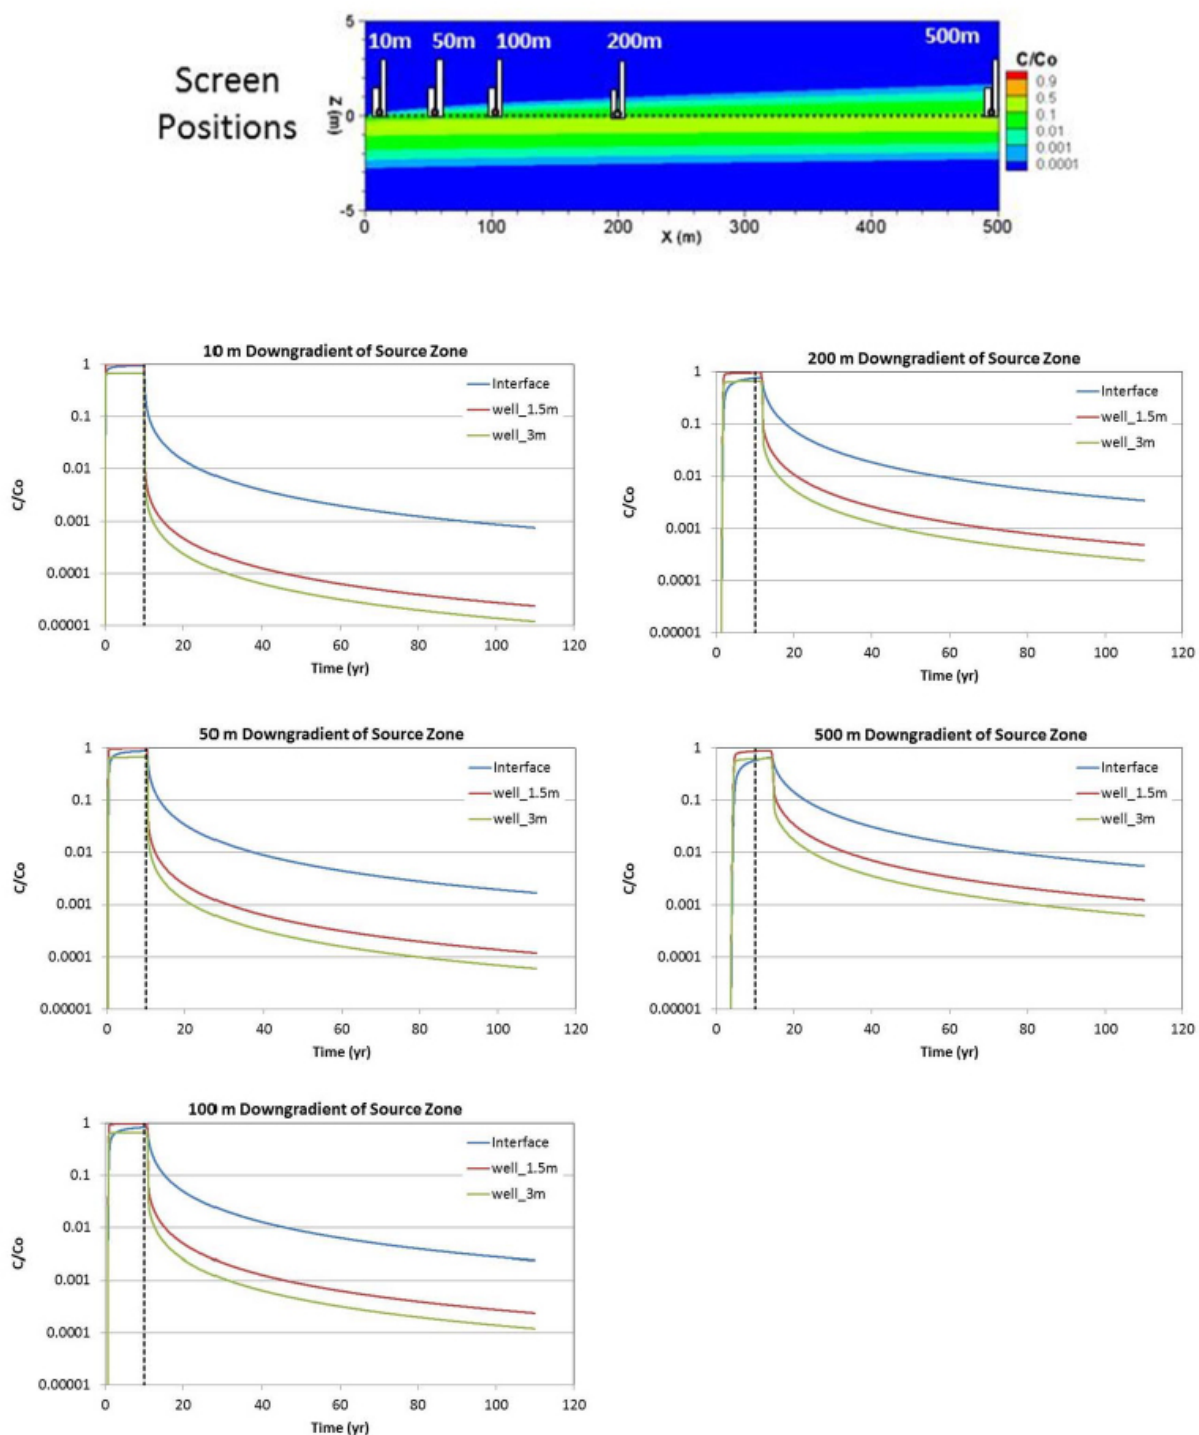 Screen
Positions
10m 50m 100m 200m 500m
5
0
-5
Z (m)
0 100 200 300 400 500
X (m)
C/Co
0.9
0.5
0.1
0.01
0.001
0.0001
10 m Downgradient of Source Zone
1
0.1
0.01
0.001
0.0001
0.00001
C/Co
Interface
well_1.5m
well_3m
0 20 40 60 80 100 120
Time (yr)
200 m Downgradient of Source Zone
1
0.1
0.01
0.001
0.0001
0.00001
C/Co
Interface
well_1.5m
well_3m
0 20 40 60 80 100 120
Time (yr)
50 m Downgradient of Source Zone
1
0.1
0.01
0.001
0.0001
0.00001
C/Co
Interface
well_1.5m
well_3m
0 20 40 60 80 100 120
Time (yr)
500 m Downgradient of Source Zone
1
0.1
0.01
0.001
0.0001
0.00001
C/Co
Interface
well_1.5m
well_3m
0 20 40 60 80 100 120
Time (yr)
100 m Downgradient of Source Zone
1
0.1
0.01
0.001
0.0001
0.00001
C/Co
Interface
well_1.5m
well_3m
0 20 40 60 80 100 120
Time (yr)